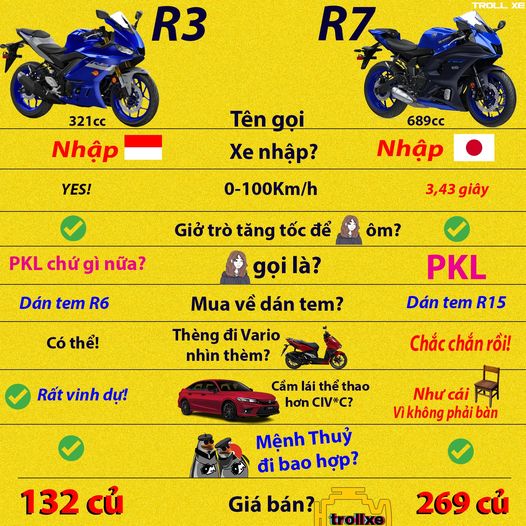 TROLL XE
R3
R7
321cc
Tên gọi
689cc
Nhập
Xe nhập?
Nhập
YES!
0-100Km/h
3,43 giây
Giở trò tăng tốc để ôm?
PKL chứ gì nữa?
gọi là?
PKL
Dán tem R6
Mua về dán tem?
Dán tem R15
Có thể!
Thèng đi Vario
nhìn thèm?
Chắc chắn rồi!
Rất vinh dự!
Cầm lái thể thao
hơn CIV*C?
Như cái
Vì không phải bàn
Mệnh Thuỷ
đi bao hợp?
132 củ
Giá bán?
trollxe
269 củ